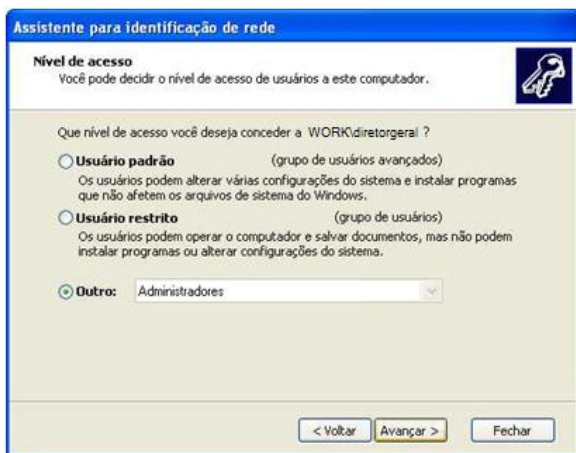 Assistente para identificação de rede
Nível de acesso
Você pode decidir o nível de acesso de usuários a este computador.
Que nível de acesso você deseja conceder a WORK\diretorgeral ?
Usuário padrão (grupo de usuários avançados)
Os usuários podem alterar várias configurações do sistema e instalar programas
que não afetem os arquivos de sistema do Windows.
Usuário restrito (grupo de usuários)
Os usuários podem operar o computador e salvar documentos, mas não podem
instalar programas ou alterar configurações do sistema.
Outro: Administradores
< Voltar Avançar > Fechar